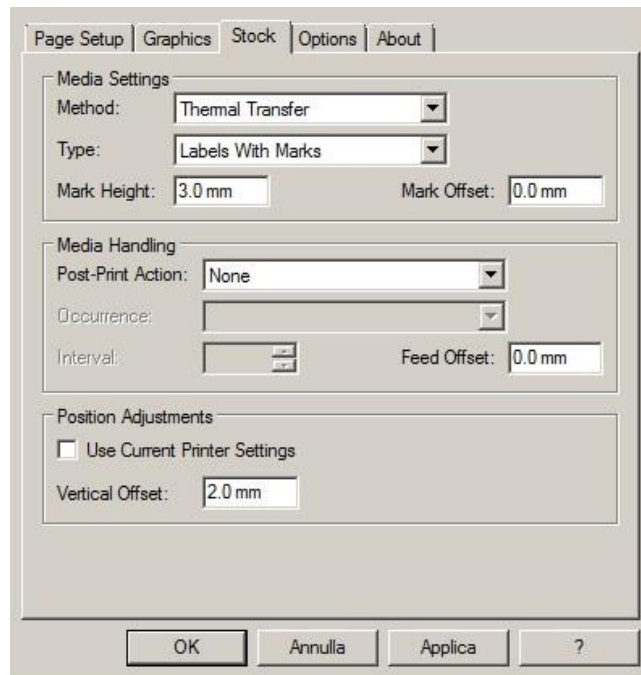 Page Setup Graphics Stock Options About
Media Settings
Method: Thermal Transfer
Type: Labels With Marks
Mark Height: 3.0 mm Mark Offset: 0.0 mm
Media Handling
Post-Print Action: None
Occurrence:
Interval: Feed Offset: 0.0 mm
Position Adjustments
Use Current Printer Settings
Vertical Offset: 2.0 mm
OK Annulla Applica ?